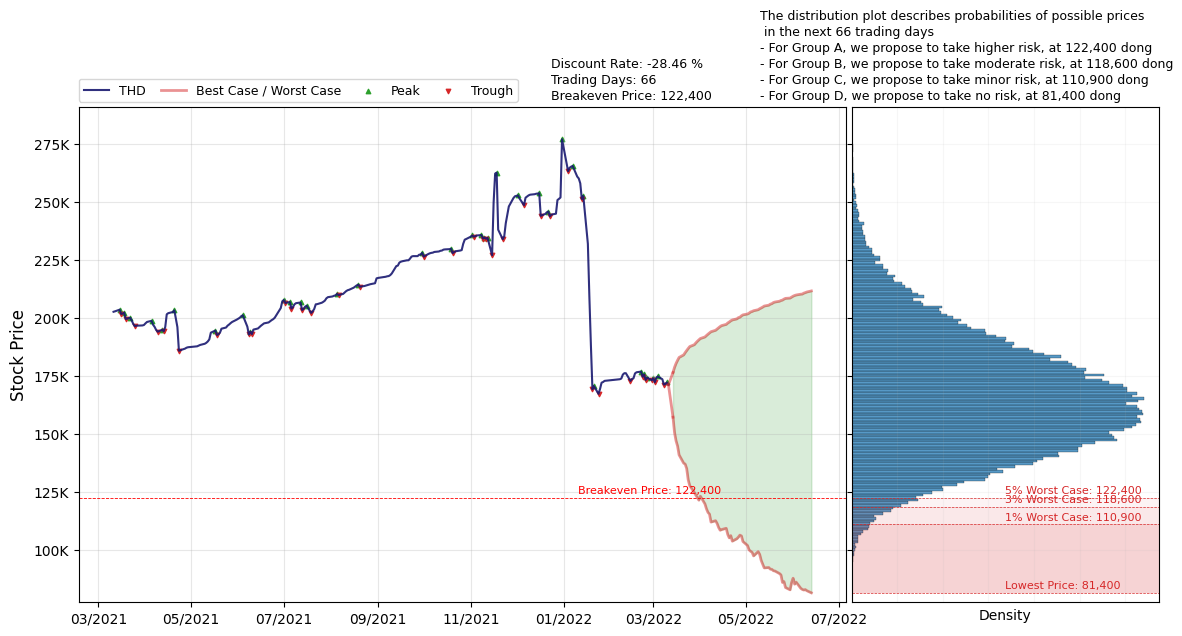 The distribution plot describes probabilities of possible prices
in the next 66 trading days
- For Group A, we propose to take higher risk, at 122,400 dong
- For Group B, we propose to take moderate risk, at 118,600 dong
- For Group C, we propose to take minor risk, at 110,900 dong
- For Group D, we propose to take no risk, at 81,400 dong
Discount Rate: -28.46 %
Trading Days: 66
Breakeven Price: 122,400
THD
Best Case / Worst Case
Peak
Trough
Stock Price
275K
250K
225K
200K
175K
150K
125K
100K
Breakeven Price: 122,400
03/2021
05/2021
07/2021
09/2021
11/2021
01/2022
03/2022
05/2022
07/2022
5% Worst Case: 122,400
3% Worst Case: 118,600
1% Worst Case: 110,900
Lowest Price: 81,400
Density